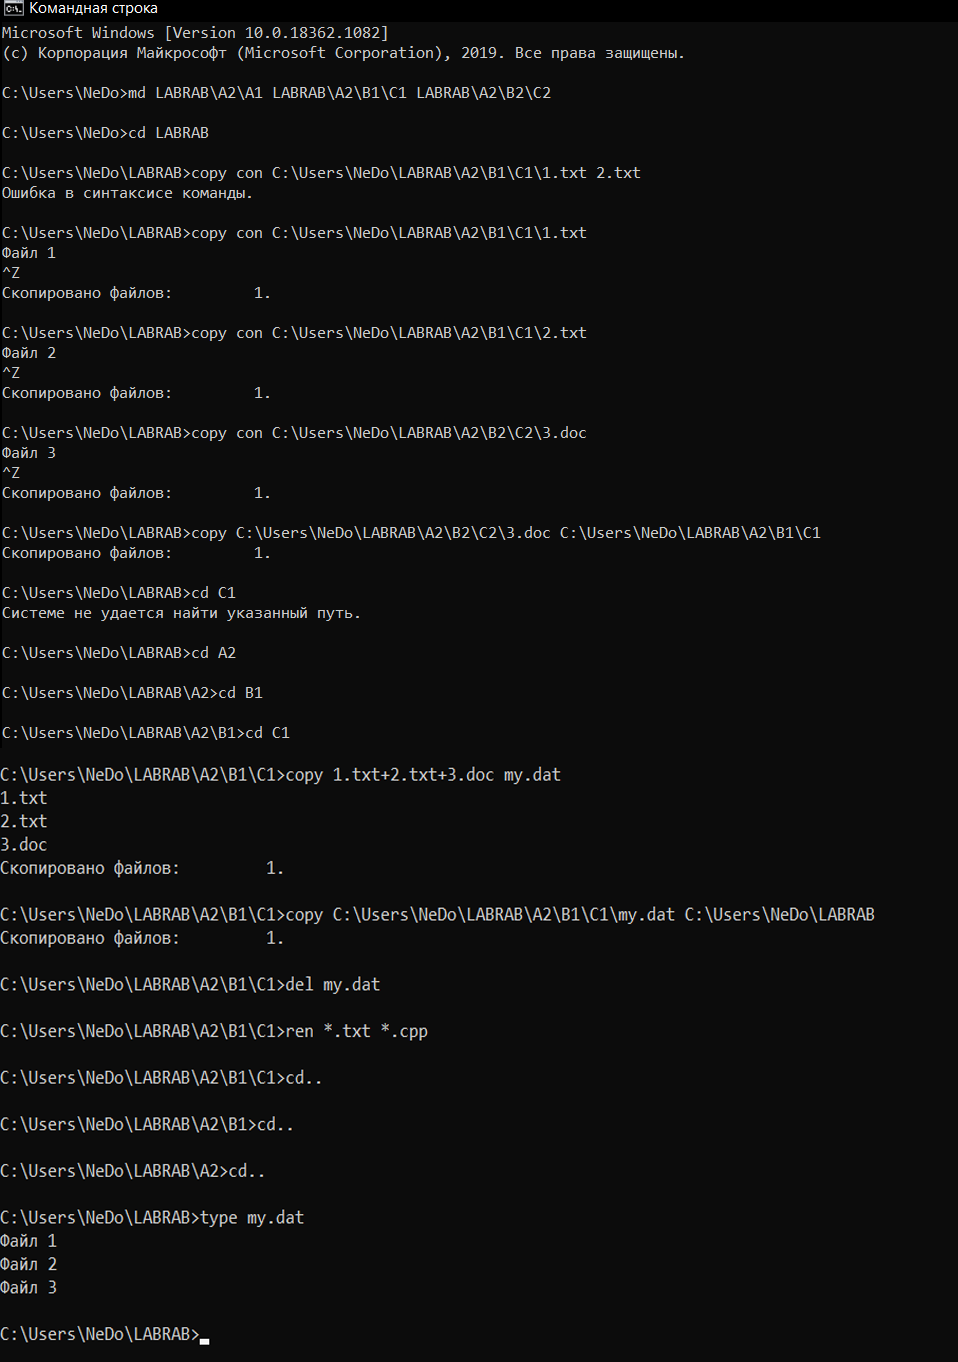 Командная строка
Microsoft Windows [Version 10.0.18362.1082]
(c) Корпорация Майкрософт (Microsoft Corporation), 2019. Все права защищены.
C:\Users\NeDo>md LABRAB\A2\A1 LABRAB\A2\B1\C1 LABRAB\A2\B2\C2
C:\Users\NeDo>cd LABRAB
C:\Users\NeDo\LABRAB>copy con C:\Users\NeDo\LABRAB\A2\B1\C1\1.txt 2.txt
Ошибка в синтаксисе команды.
C:\Users\NeDo\LABRAB>copy con C:\Users\NeDo\LABRAB\A2\B1\C1\1.txt
Файл 1
^Z
Скопировано файлов:         1.
C:\Users\NeDo\LABRAB>copy con C:\Users\NeDo\LABRAB\A2\B1\C1\2.txt
Файл 2
^Z
Скопировано файлов:         1.
C:\Users\NeDo\LABRAB>copy con C:\Users\NeDo\LABRAB\A2\B2\C2\3.doc
Файл 3
^Z
Скопировано файлов:         1.
C:\Users\NeDo\LABRAB>copy C:\Users\NeDo\LABRAB\A2\B2\C2\3.doc C:\Users\NeDo\LABRAB\A2\B1\C1
Скопировано файлов:         1.
C:\Users\NeDo\LABRAB>cd C1
Системе не удается найти указанный путь.
C:\Users\NeDo\LABRAB>cd A2
C:\Users\NeDo\LABRAB\A2>cd B1
C:\Users\NeDo\LABRAB\A2\B1>cd C1
C:\Users\NeDo\LABRAB\A2\B1\C1>copy 1.txt+2.txt+3.doc my.dat
1.txt
2.txt
3.doc
Скопировано файлов:         1.
C:\Users\NeDo\LABRAB\A2\B1\C1>copy C:\Users\NeDo\LABRAB\A2\B1\C1\my.dat C:\Users\NeDo\LABRAB
Скопировано файлов:         1.
C:\Users\NeDo\LABRAB\A2\B1\C1>del my.dat
C:\Users\NeDo\LABRAB\A2\B1\C1>ren *.txt *.cpp
C:\Users\NeDo\LABRAB\A2\B1\C1>cd..
C:\Users\NeDo\LABRAB\A2\B1>cd..
C:\Users\NeDo\LABRAB\A2>cd..
C:\Users\NeDo\LABRAB>type my.dat
Файл 1
Файл 2
Файл 3
C:\Users\NeDo\LABRAB>